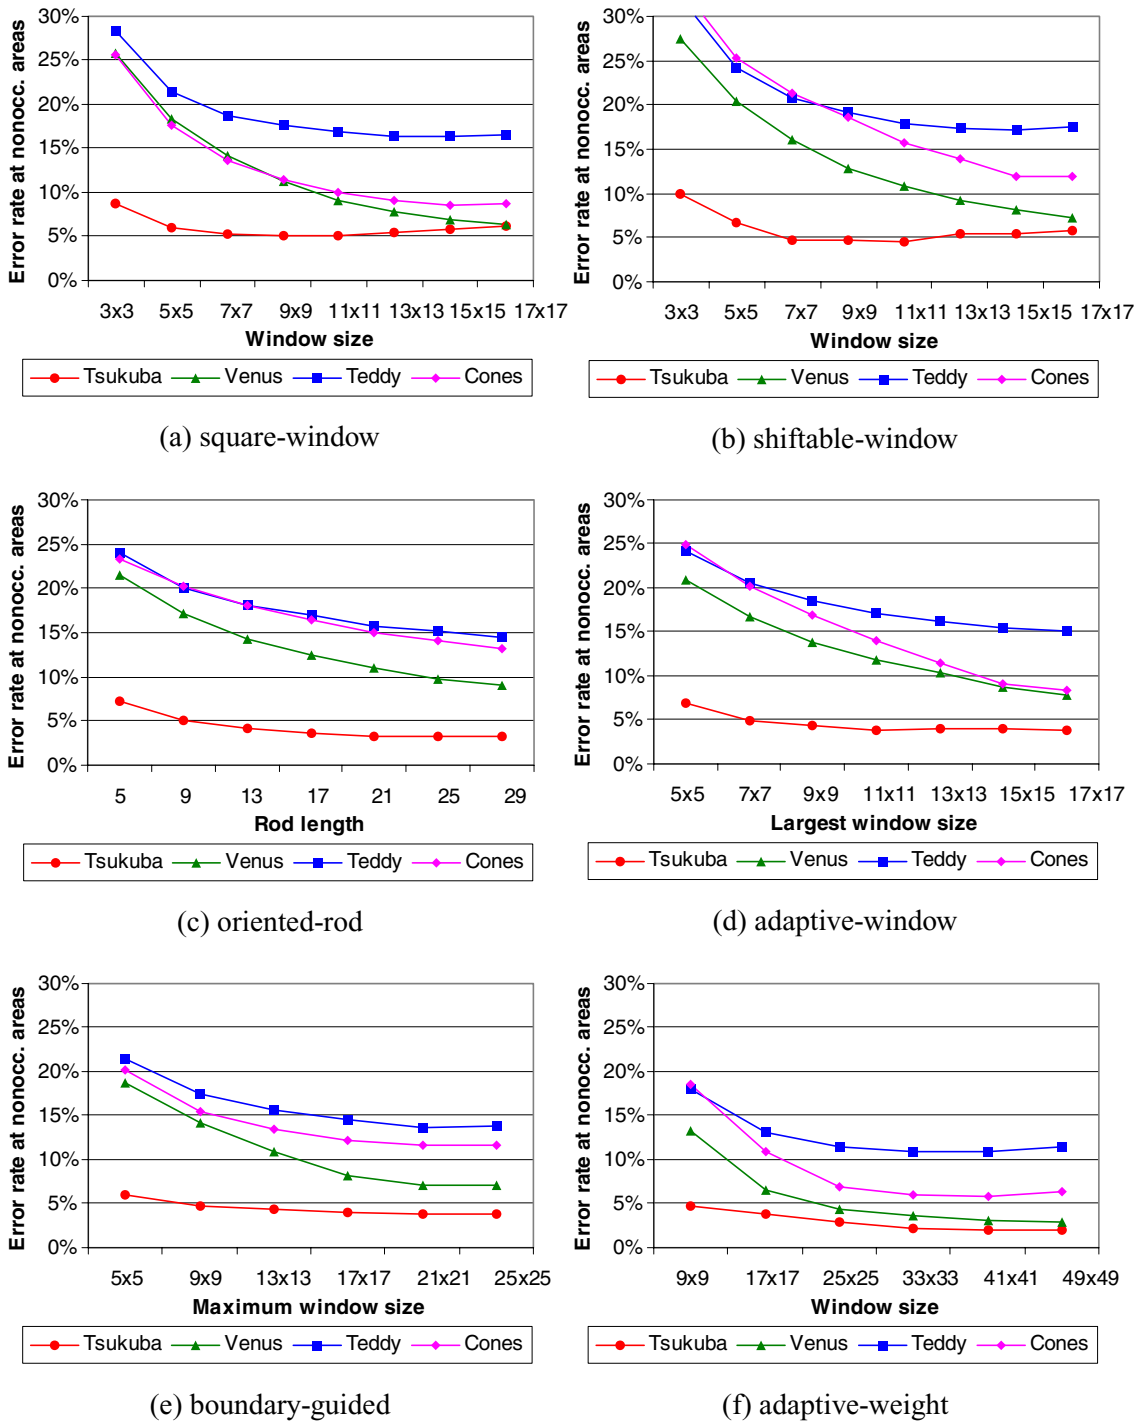 30%
25%
20%
15%
10%
5%
0%
Error rate at nonocc. areas
3x3 5x5 7x7 9x9 11x11 13x13 15x15 17x17
Window size
Tsukuba Venus Teddy Cones
(a) square-window
30%
25%
20%
15%
10%
5%
0%
Error rate at nonocc. areas
3x3 5x5 7x7 9x9 11x11 13x13 15x15 17x17
Window size
Tsukuba Venus Teddy Cones
(b) shiftable-window
30%
25%
20%
15%
10%
5%
0%
Error rate at nonocc. areas
5 9 13 17 21 25 29
Rod length
Tsukuba Venus Teddy Cones
(c) oriented-rod
30%
25%
20%
15%
10%
5%
0%
Error rate at nonocc. areas
5x5 7x7 9x9 11x11 13x13 15x15 17x17
Largest window size
Tsukuba Venus Teddy Cones
(d) adaptive-window
30%
25%
20%
15%
10%
5%
0%
Error rate at nonocc. areas
5x5 9x9 13x13 17x17 21x21 25x25
Maximum window size
Tsukuba Venus Teddy Cones
(e) boundary-guided
30%
25%
20%
15%
10%
5%
0%
Error rate at nonocc. areas
9x9 17x17 25x25 33x33 41x41 49x49
Window size
Tsukuba Venus Teddy Cones
(f) adaptive-weight